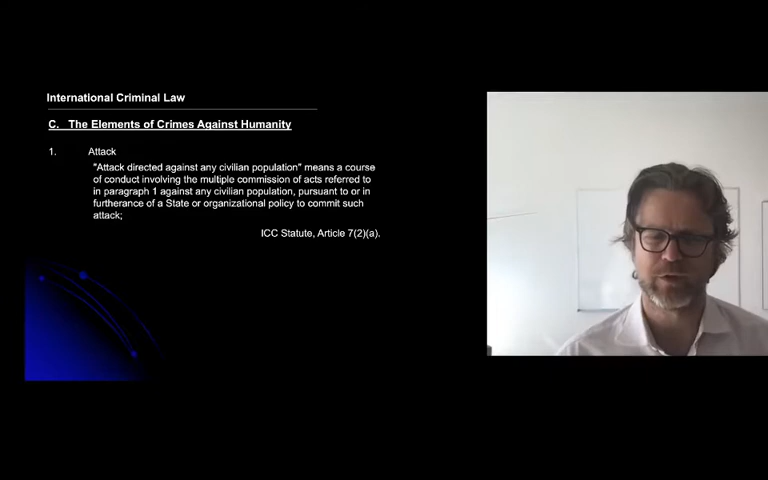 International Criminal Law
C. The Elements of Crimes Against Humanity
1. Attack
"Attack directed against any civilian population" means a course
of conduct involving the multiple commission of acts referred to
in paragraph 1 against any civilian population, pursuant to or in
furtherance of a State or organizational policy to commit such
attack;
ICC Statute, Article 7(2)(a).